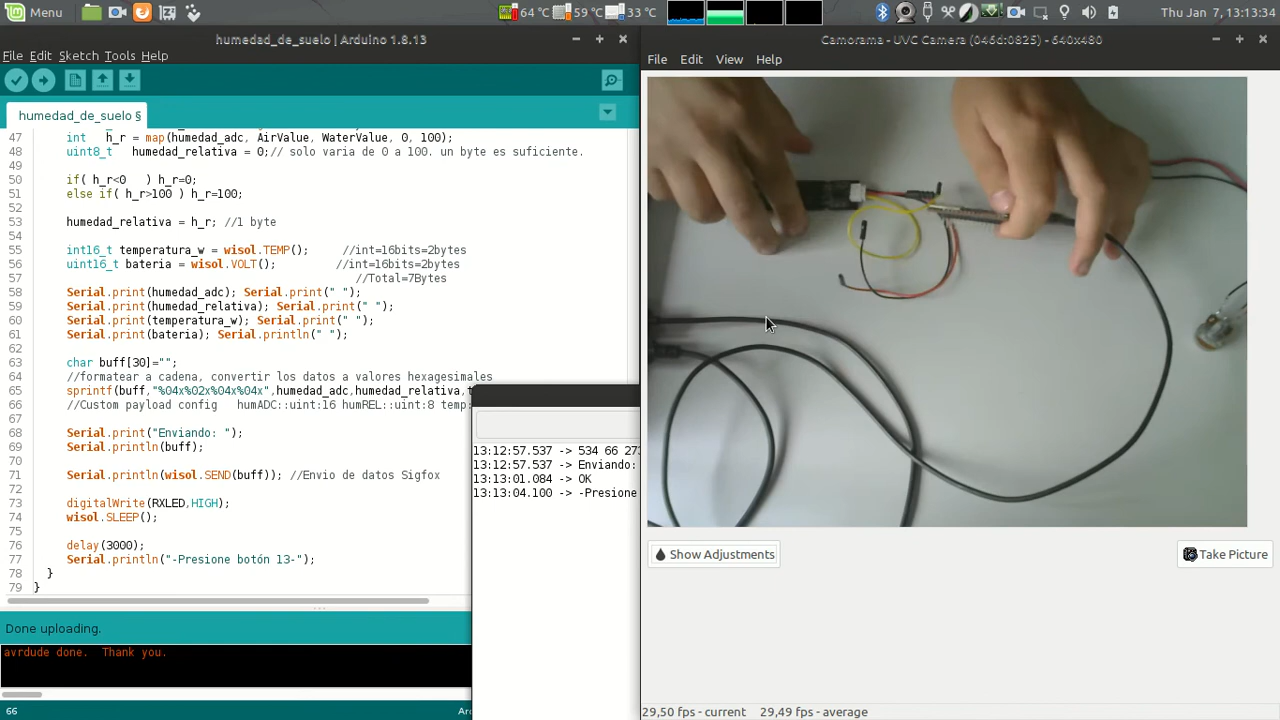 Menu
64 °C 59 °C 33 °C
Thu Jan 7, 13:13:34
humedad_de_suelo | Arduino 1.8.13
File Edit Sketch Tools Help
humedad_de_suelo §
47 int h_r = map(humedad_adc, AirValue, WaterValue, 0, 100);
48 uint8_t humedad_relativa = 0;// solo varia de 0 a 100. un byte es suficiente.
49
50 if( h_r<0 ) h_r=0;
51 else if( h_r>100 ) h_r=100;
52
53 humedad_relativa = h_r; //1 byte
54
55 int16_t temperatura_w = wisol.TEMP(); //int=16bits=2bytes
56 uint16_t bateria = wisol.VOLT(); //int=16bits=2bytes
57 //Total=7Bytes
58 Serial.print(humedad_adc); Serial.print(" ");
59 Serial.print(humedad_relativa); Serial.print(" ");
60 Serial.print(temperatura_w); Serial.print(" ");
61 Serial.print(bateria); Serial.println(" ");
62
63 char buff[30]="";
64 //formatear a cadena, convertir los datos a valores hexagesimales
65 sprintf(buff,"%04x%02x%04x%04x",humedad_adc,humedad_relativa,t
66 //Custom payload config humADC::uint:16 humREL::uint:8 temp:
67
68 Serial.print("Enviando: ");
69 Serial.println(buff);
70
71 Serial.println(wisol.SEND(buff)); //Envio de datos Sigfox
72
73 digitalWrite(RXLED,HIGH);
74 wisol.SLEEP();
75
76 delay(3000);
77 Serial.println("-Presione botón 13-");
78 }
79 }
Done uploading.
avrdude done. Thank you.
66
Ar
13:12:57.537 -> 534 66 273
13:12:57.537 -> Enviando:
13:13:01.084 -> OK
13:13:04.100 -> -Presione
Camorama - UVC Camera (046d:0825) - 640x480
File Edit View Help
Show Adjustments
Take Picture
29,50 fps - current 29,49 fps - average